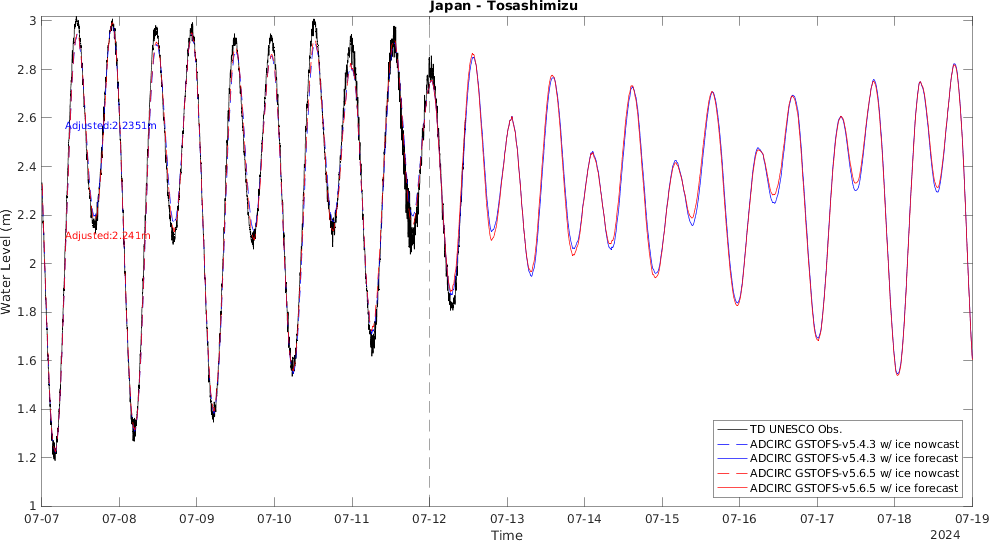 Japan - Tosashimizu
3
2.8
2.6
2.4
2.2
2
1.8
1.6
1.4
1.2
1
Water Level (m)
Adjusted:2.2351m
Adjusted:2.241m
TD UNESCO Obs.
ADCIRC GSTOFS-v5.4.3 w/ ice nowcast
ADCIRC GSTOFS-v5.4.3 w/ ice forecast
ADCIRC GSTOFS-v5.6.5 w/ ice nowcast
ADCIRC GSTOFS-v5.6.5 w/ ice forecast
07-07 07-08 07-09 07-10 07-11 07-12 07-13 07-14 07-15 07-16 07-17 07-18 07-19
Time
2024